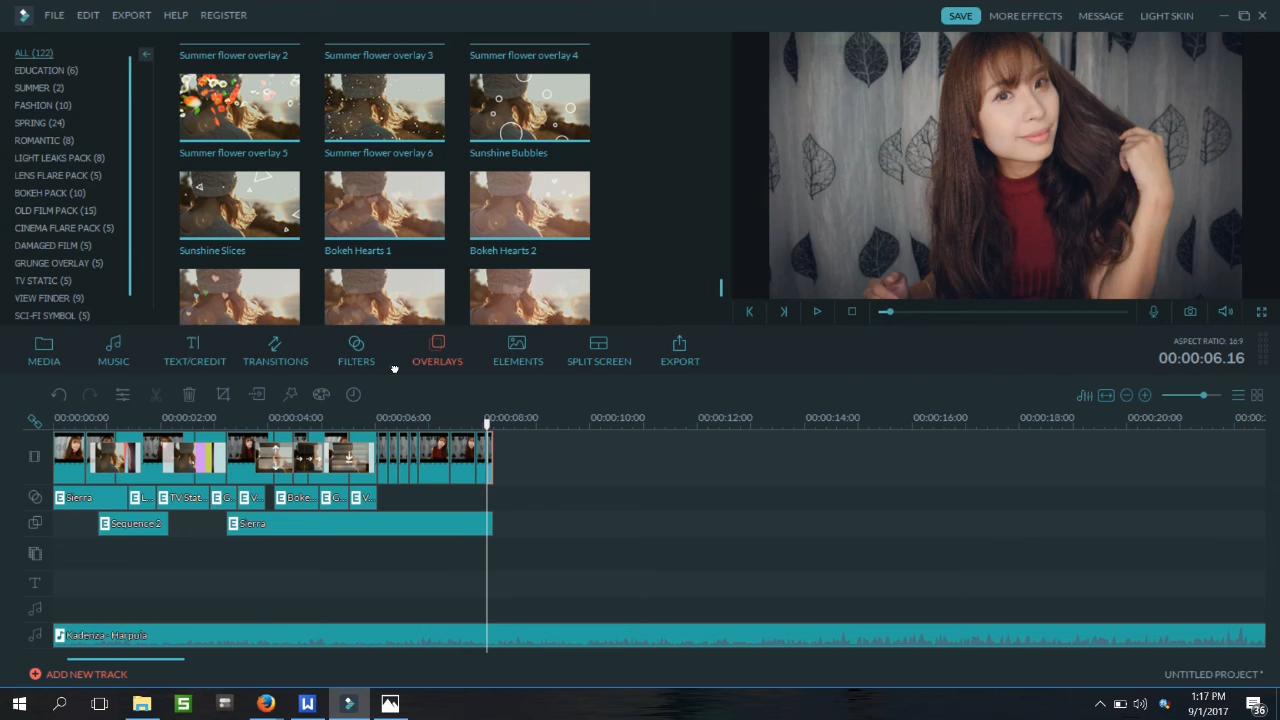 FILE EDIT EXPORT HELP REGISTER
SAVE MORE EFFECTS MESSAGE LIGHT SKIN
ALL (122)
EDUCATION (6)
SUMMER (2)
FASHION (10)
SPRING (24)
ROMANTIC (8)
LIGHT LEAKS PACK (8)
LENS FLARE PACK (5)
BOKEH PACK (10)
OLD FILM PACK (15)
CINEMA FLARE PACK (5)
DAMAGED FILM (5)
GRUNGE OVERLAY (5)
TV STATIC (5)
VIEW FINDER (9)
SCI-FI SYMBOL (5)
Summer flower overlay 2 Summer flower overlay 3 Summer flower overlay 4
Summer flower overlay 5 Summer flower overlay 6 Sunshine Bubbles
Sunshine Slices Bokeh Hearts 1 Bokeh Hearts 2
MEDIA MUSIC TEXT/CREDIT TRANSITIONS FILTERS OVERLAYS ELEMENTS SPLIT SCREEN EXPORT
ASPECT RATIO: 16:9
00:00:06.16
00:00:00:00 00:00:02:00 00:00:04:00 00:00:06:00 00:00:08:00 00:00:10:00 00:00:12:00 00:00:14:00 00:00:16:00 00:00:18:00 00:00:20:00 00:00:2
E Sierra E L... E TV Stat... E G... E V... E Boke... E G... E V...
E Sequence 2 E Sierra
Kadenza - Harpuia
ADD NEW TRACK
UNTITLED PROJECT *
S W
1:17 PM
9/1/2017
36